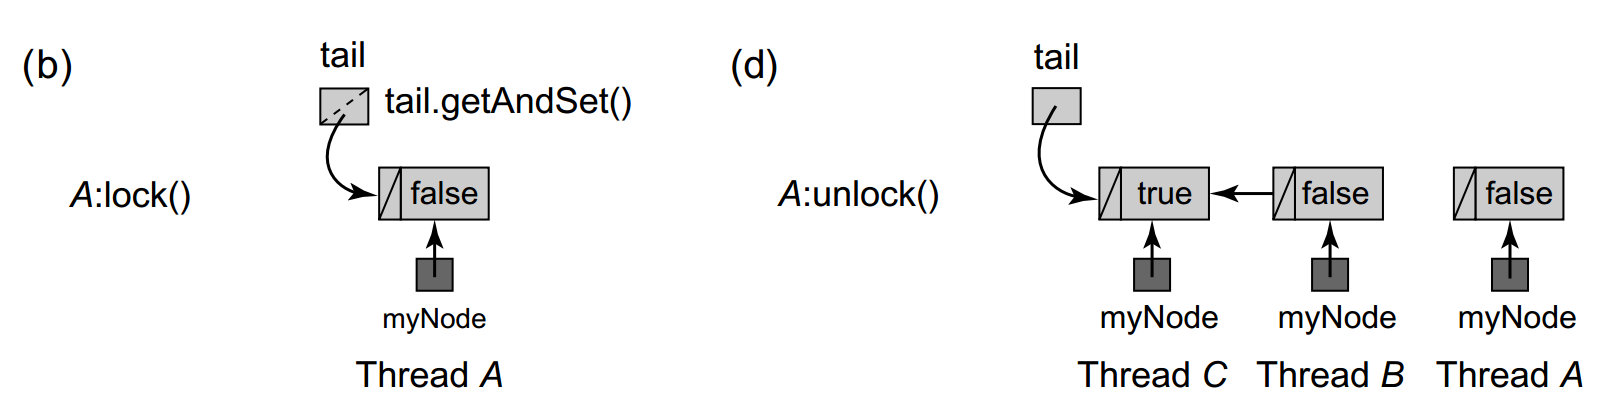 (b)
tail
tail.getAndSet()
A:lock()
false
myNode
Thread A
(d)
tail
A:unlock()
true false false
myNode myNode myNode
Thread C Thread B Thread A